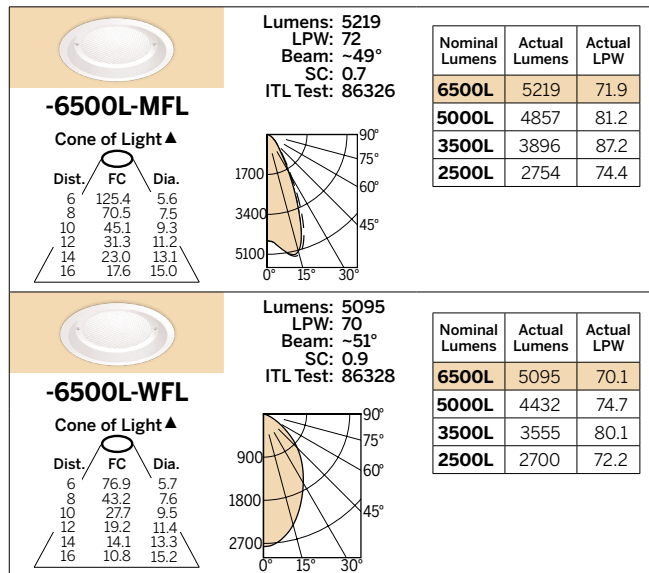 Lumens: 5219
LPW: 72
Beam: ~49°
SC: 0.7
ITL Test: 86326
-6500L-MFL
Cone of Light▲
Dist. FC Dia.
6 125.4 5.6
8 70.5 7.5
10 45.1 9.3
12 31.3 11.2
14 23.0 13.1
16 17.6 15.0
90°
75°
60°
45°
1700
3400
5100
0° 15° 30°
Nominal Lumens Actual Lumens Actual LPW
6500L 5219 71.9
5000L 4857 81.2
3500L 3896 87.2
2500L 2754 74.4
Lumens: 5095
LPW: 70
Beam: ~51°
SC: 0.9
ITL Test: 86328
-6500L-WFL
Cone of Light▲
Dist. FC Dia.
6 76.9 5.7
8 43.2 7.6
10 27.7 9.5
12 19.2 11.4
14 14.1 13.3
16 10.8 15.2
90°
75°
60°
45°
900
1800
2700
0° 15° 30°
Nominal Lumens Actual Lumens Actual LPW
6500L 5095 70.1
5000L 4432 74.7
3500L 3555 80.1
2500L 2700 72.2